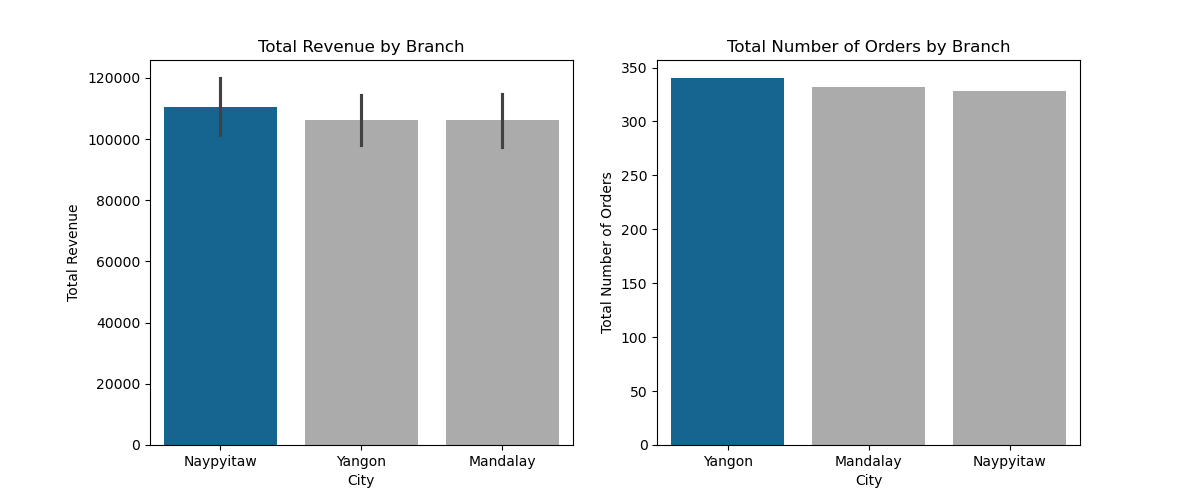 Total Revenue by Branch
Total Revenue
120000
100000
80000
60000
40000
20000
0
Naypyitaw
Yangon
Mandalay
City
Total Number of Orders by Branch
Total Number of Orders
350
300
250
200
150
100
50
0
Yangon
Mandalay
Naypyitaw
City